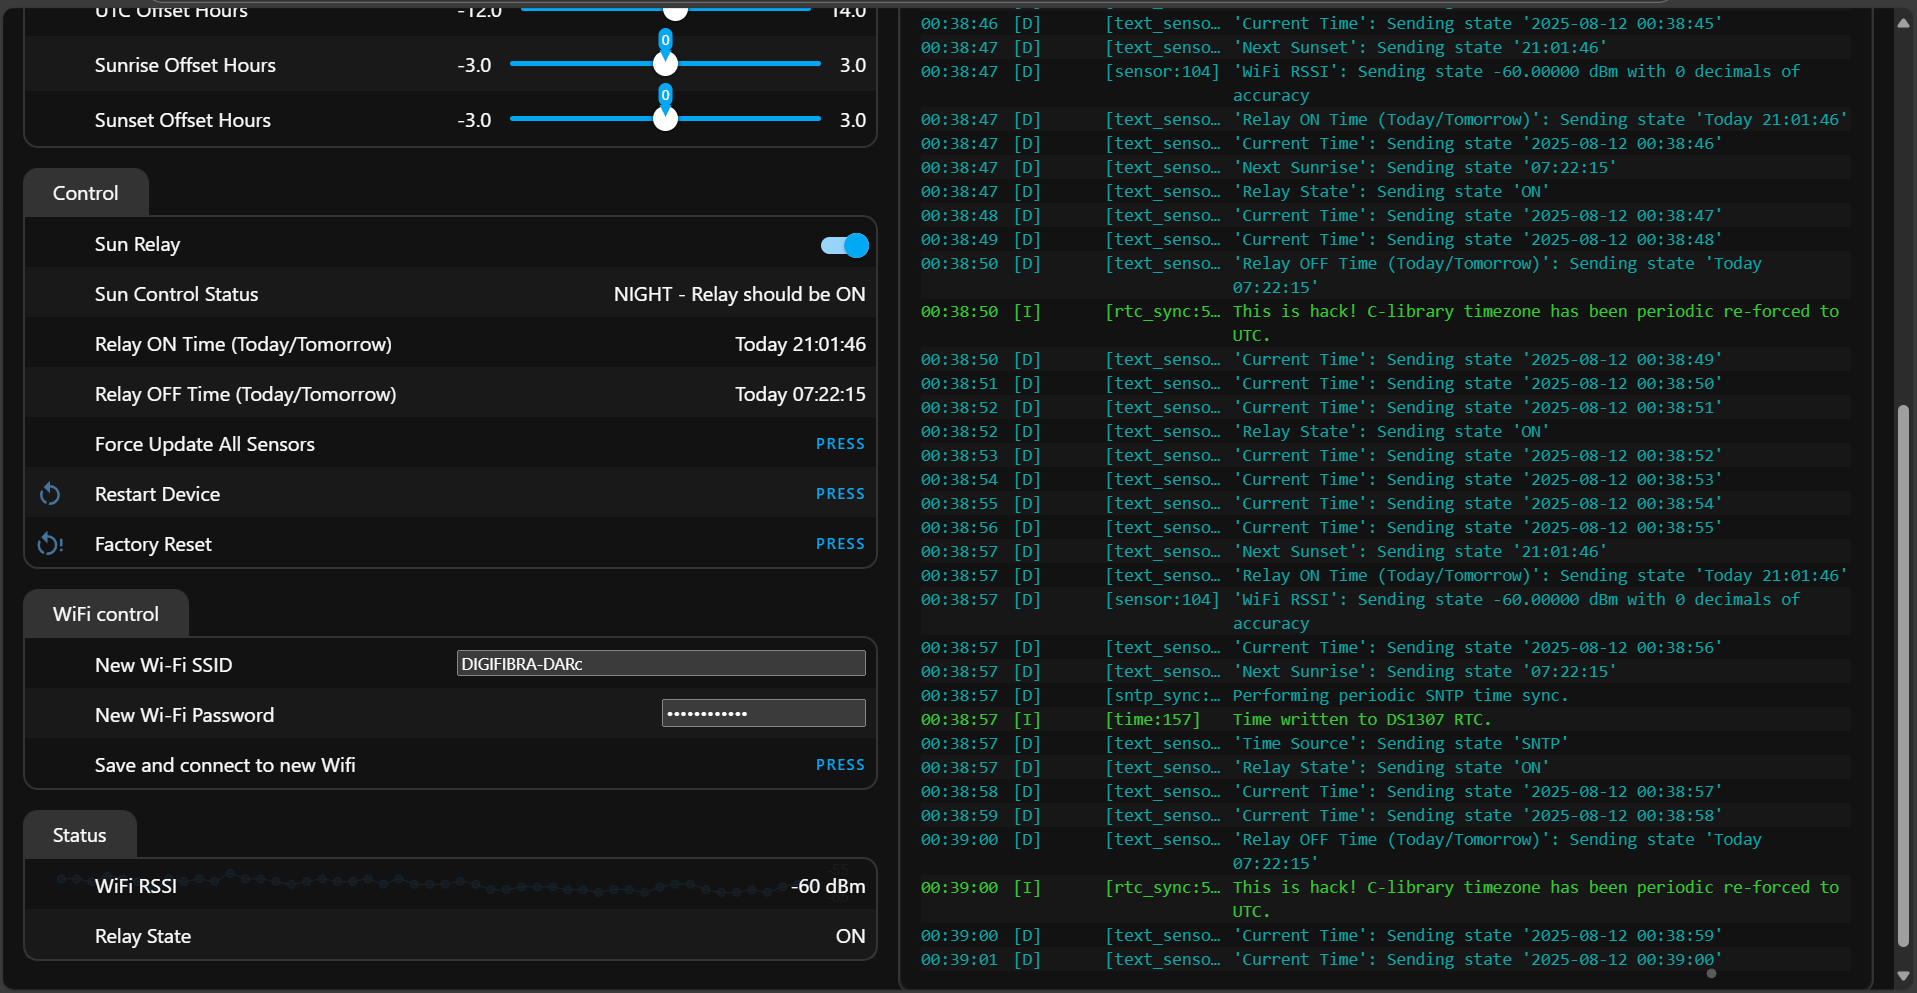 UTC Offset Hours -12.0 14.0
0
Sunrise Offset Hours -3.0 3.0
0
Sunset Offset Hours -3.0 3.0
Control
Sun Relay
Sun Control Status NIGHT - Relay should be ON
Relay ON Time (Today/Tomorrow) Today 21:01:46
Relay OFF Time (Today/Tomorrow) Today 07:22:15
Force Update All Sensors PRESS
Restart Device PRESS
Factory Reset PRESS
WiFi control
New Wi-Fi SSID DIGIFIBRA-DARc
New Wi-Fi Password ••••••••••••
Save and connect to new Wifi PRESS
Status
-55
WiFi RSSI -60 dBm
Relay State ON
00:38:46 [D] [text_senso… 'Current Time': Sending state '2025-08-12 00:38:45'
00:38:47 [D] [text_senso… 'Next Sunset': Sending state '21:01:46'
00:38:47 [D] [sensor:104] 'WiFi RSSI': Sending state -60.00000 dBm with 0 decimals of
accuracy
00:38:47 [D] [text_senso… 'Relay ON Time (Today/Tomorrow)': Sending state 'Today 21:01:46'
00:38:47 [D] [text_senso… 'Current Time': Sending state '2025-08-12 00:38:46'
00:38:47 [D] [text_senso… 'Next Sunrise': Sending state '07:22:15'
00:38:47 [D] [text_senso… 'Relay State': Sending state 'ON'
00:38:48 [D] [text_senso… 'Current Time': Sending state '2025-08-12 00:38:47'
00:38:49 [D] [text_senso… 'Current Time': Sending state '2025-08-12 00:38:48'
00:38:50 [D] [text_senso… 'Relay OFF Time (Today/Tomorrow)': Sending state 'Today
07:22:15'
00:38:50 [I] [rtc_sync:5… This is hack! C-library timezone has been periodic re-forced to
UTC.
00:38:50 [D] [text_senso… 'Current Time': Sending state '2025-08-12 00:38:49'
00:38:51 [D] [text_senso… 'Current Time': Sending state '2025-08-12 00:38:50'
00:38:52 [D] [text_senso… 'Current Time': Sending state '2025-08-12 00:38:51'
00:38:52 [D] [text_senso… 'Relay State': Sending state 'ON'
00:38:53 [D] [text_senso… 'Current Time': Sending state '2025-08-12 00:38:52'
00:38:54 [D] [text_senso… 'Current Time': Sending state '2025-08-12 00:38:53'
00:38:55 [D] [text_senso… 'Current Time': Sending state '2025-08-12 00:38:54'
00:38:56 [D] [text_senso… 'Current Time': Sending state '2025-08-12 00:38:55'
00:38:57 [D] [text_senso… 'Next Sunset': Sending state '21:01:46'
00:38:57 [D] [text_senso… 'Relay ON Time (Today/Tomorrow)': Sending state 'Today 21:01:46'
00:38:57 [D] [sensor:104] 'WiFi RSSI': Sending state -60.00000 dBm with 0 decimals of
accuracy
00:38:57 [D] [text_senso… 'Current Time': Sending state '2025-08-12 00:38:56'
00:38:57 [D] [text_senso… 'Next Sunrise': Sending state '07:22:15'
00:38:57 [D] [sntp_sync:… Performing periodic SNTP time sync.
00:38:57 [I] [time:157] Time written to DS1307 RTC.
00:38:57 [D] [text_senso… 'Time Source': Sending state 'SNTP'
00:38:57 [D] [text_senso… 'Relay State': Sending state 'ON'
00:38:58 [D] [text_senso… 'Current Time': Sending state '2025-08-12 00:38:57'
00:38:59 [D] [text_senso… 'Current Time': Sending state '2025-08-12 00:38:58'
00:39:00 [D] [text_senso… 'Relay OFF Time (Today/Tomorrow)': Sending state 'Today
07:22:15'
00:39:00 [I] [rtc_sync:5… This is hack! C-library timezone has been periodic re-forced to
UTC.
00:39:00 [D] [text_senso… 'Current Time': Sending state '2025-08-12 00:38:59'
00:39:01 [D] [text_senso… 'Current Time': Sending state '2025-08-12 00:39:00'